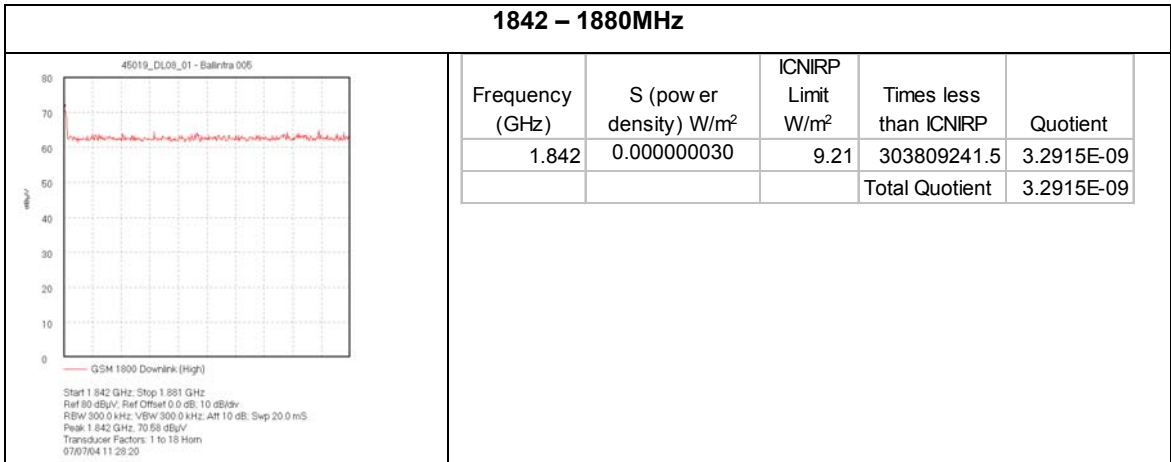 1842 – 1880MHz
45019_DL08_01 - Ballintra 005
80
70
60
50
40
30
20
10
0
dBµV
GSM 1800 Downlink (High)
Start 1.842 GHz; Stop 1.881 GHz
Ref 80 dBµV; Ref Offset 0.0 dB; 10 dB/div
RBW 300.0 kHz; VBW 300.0 kHz; Att 10 dB; Swp 20.0 mS
Peak 1.842 GHz, 70.58 dBµV
Transducer Factors: 1 to 18 Horn
07/07/04 11:28:20
Frequency (GHz) S (pow er density) W/m² ICNIRP Limit W/m² Times less than ICNIRP Quotient
1.842 0.000000030 9.21 303809241.5 3.2915E-09
Total Quotient 3.2915E-09